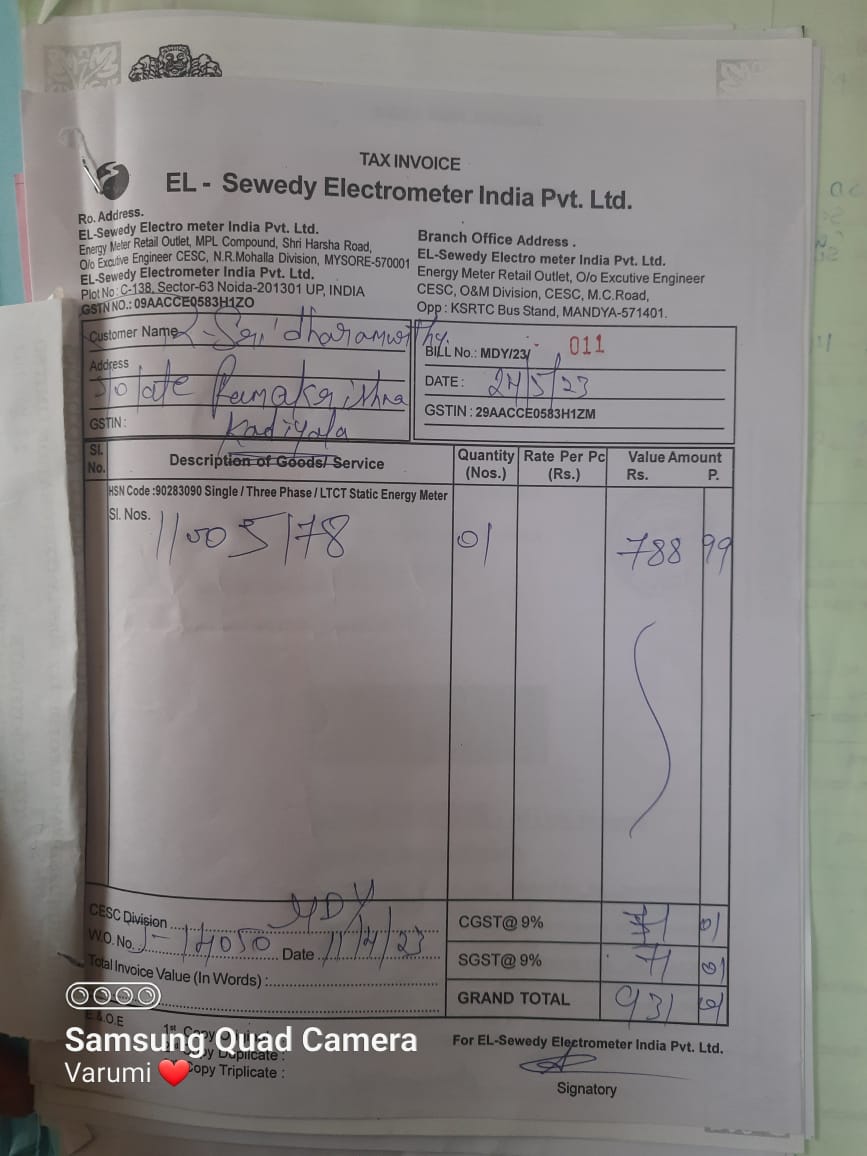 TAX INVOICE
EL - Sewedy Electrometer India Pvt. Ltd.
Ro. Address.
EL-Sewedy Electro meter India Pvt. Ltd.
Energy Meter Retail Outlet, MPL Compound, Shri Harsha Road,
O/o Excutive Engineer CESC, N.R.Mohalla Division, MYSORE-570001
EL-Sewedy Electrometer India Pvt. Ltd.
Plot No: C-138, Sector-63 Noida-201301 UP, INDIA
GSTN NO.: 09AACCE0583H1ZO
Branch Office Address .
EL-Sewedy Electro meter India Pvt. Ltd.
Energy Meter Retail Outlet, O/o Excutive Engineer
CESC, O&M Division, CESC, M.C.Road,
Opp: KSRTC Bus Stand, MANDYA-571401.
Customer Name
Address S/o late Ramakrishna
GSTIN: Kadiyala
BILL No.: MDY/23/ 011
DATE: 24/5/23
GSTIN : 29AACCE0583H1ZM
Sl. No. Description of Goods/ Service Quantity (Nos.) Rate Per Pc (Rs.) Value Amount Rs. P.
HSN Code :90283090 Single / Three Phase / LTCT Static Energy Meter
Sl. Nos. 11005178 01 788 99
CESC Division MDY
W.O. No. J-14050 Date 11/4/23
Total Invoice Value (In Words) :
CGST@ 9% 71 01
SGST@ 9% 71 01
GRAND TOTAL 931 01
E.&.O.E
Copy Duplicate :
Copy Triplicate :
For EL-Sewedy Electrometer India Pvt. Ltd.
Signatory
Samsung Quad Camera
Varumi ❤️